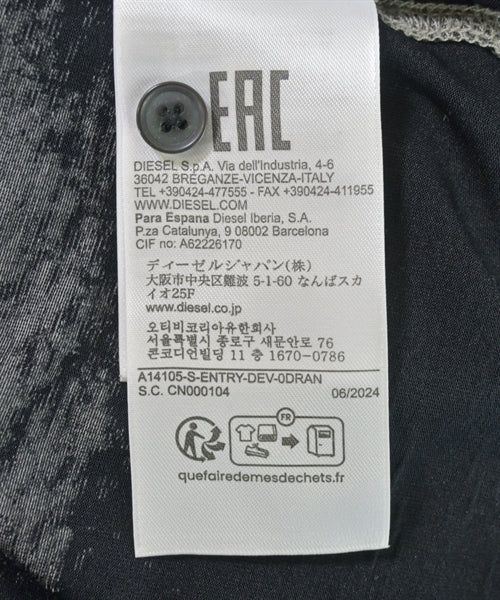 EAC
DIESEL S.p.A. Via dell'Industria, 4-6
36042 BREGANZE-VICENZA-ITALY
TEL +390424-477555 - FAX +390424-411955
WWW.DIESEL.COM
Para Espana Diesel Iberia, S.A.
P.za Catalunya, 9 08002 Barcelona
CIF no: A62226170
ディーゼルジャパン(株)
大阪市中央区難波 5-1-60 なんばスカ
イオ25F
www.diesel.co.jp
오티비코리아유한회사
서울특별시 종로구 새문안로 76
콘코디언빌딩 11 층 1670-0786
A14105-S-ENTRY-DEV-0DRAN
S.C. CN000104 06/2024
FR
quefairedemesdechets.fr